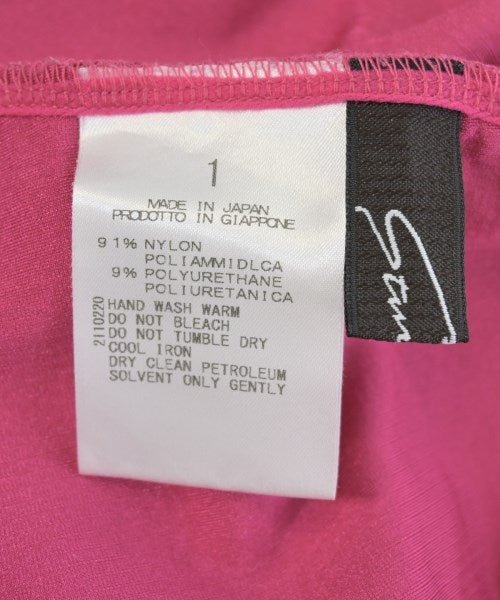 1
MADE IN JAPAN
PRODOTTO IN GIAPPONE
91% NYLON
POLIAMMIDLCA
9% POLYURETHANE
POLIURETANICA
2110220
HAND WASH WARM
DO NOT BLEACH
DO NOT TUMBLE DRY
COOL IRON
DRY CLEAN PETROLEUM
SOLVENT ONLY GENTLY